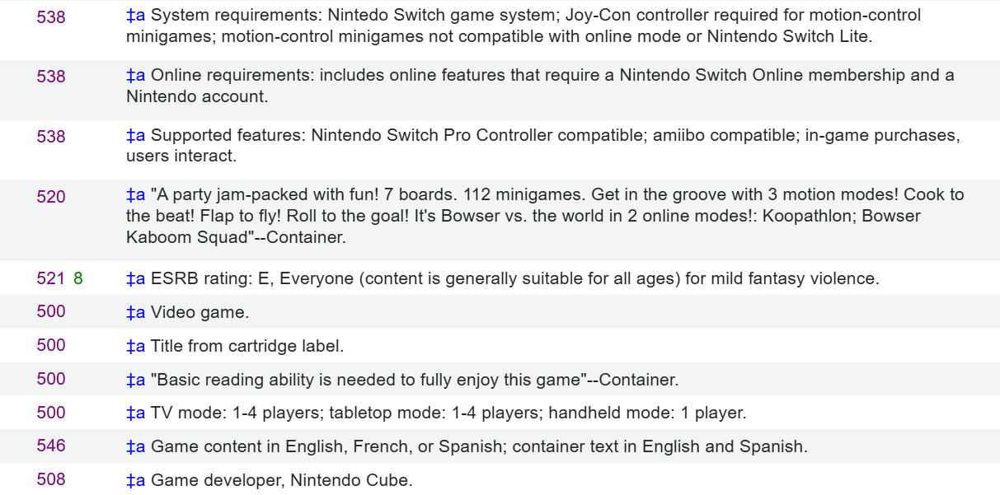 538 ‡a System requirements: Nintedo Switch game system; Joy-Con controller required for motion-control
minigames; motion-control minigames not compatible with online mode or Nintendo Switch Lite.
538 ‡a Online requirements: includes online features that require a Nintendo Switch Online membership and a
Nintendo account.
538 ‡a Supported features: Nintendo Switch Pro Controller compatible; amiibo compatible; in-game purchases,
users interact.
520 ‡a "A party jam-packed with fun! 7 boards. 112 minigames. Get in the groove with 3 motion modes! Cook to
the beat! Flap to fly! Roll to the goal! It's Bowser vs. the world in 2 online modes!: Koopathlon; Bowser
Kaboom Squad"--Container.
521 8 ‡a ESRB rating: E, Everyone (content is generally suitable for all ages) for mild fantasy violence.
500 ‡a Video game.
500 ‡a Title from cartridge label.
500 ‡a "Basic reading ability is needed to fully enjoy this game"--Container.
500 ‡a TV mode: 1-4 players; tabletop mode: 1-4 players; handheld mode: 1 player.
546 ‡a Game content in English, French, or Spanish; container text in English and Spanish.
508 ‡a Game developer, Nintendo Cube.